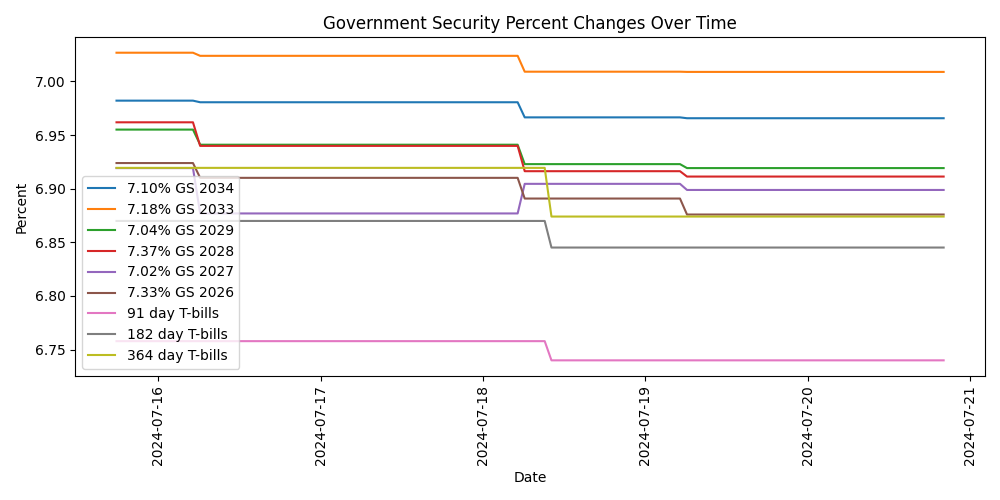 Government Security Percent Changes Over Time
Percent
7.00
6.95
6.90
6.85
6.80
6.75
7.10% GS 2034
7.18% GS 2033
7.04% GS 2029
7.37% GS 2028
7.02% GS 2027
7.33% GS 2026
91 day T-bills
182 day T-bills
364 day T-bills
2024-07-16
2024-07-17
2024-07-18
2024-07-19
2024-07-20
2024-07-21
Date